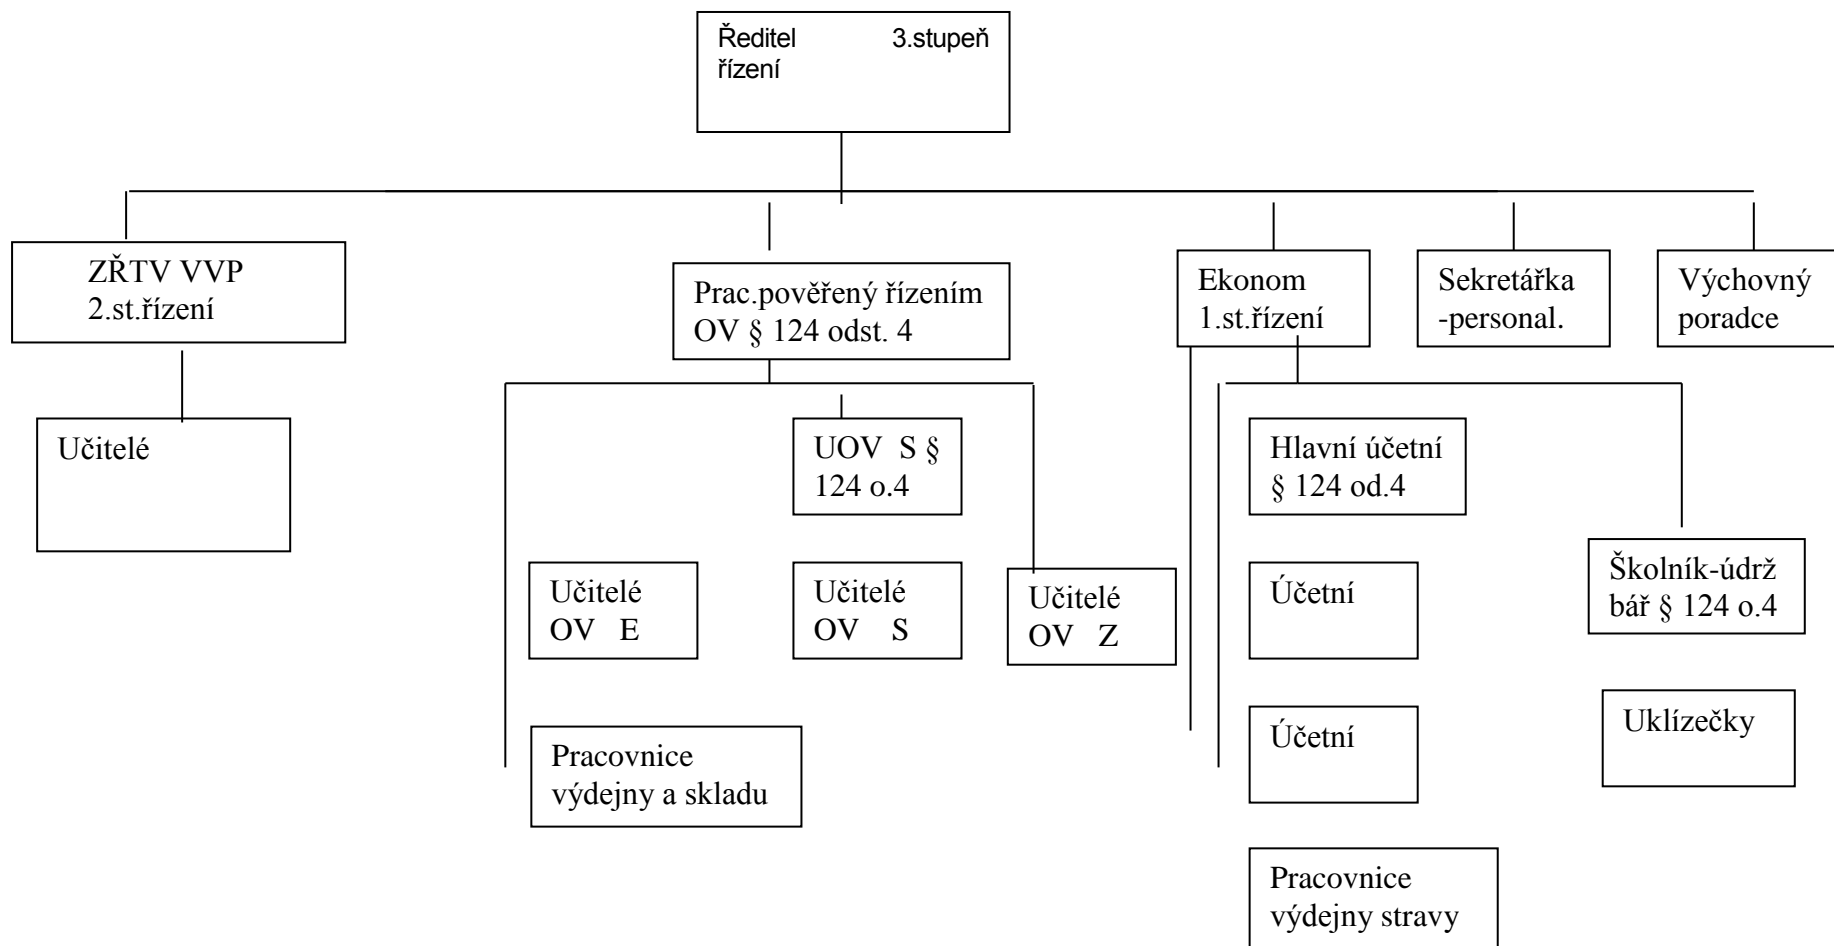 Ředitel 3.stupeň
řízení
ZŘTV VVP
2.st.řízení
Prac.pověřený řízením
OV § 124 odst. 4
Ekonom
1.st.řízení
Sekretářka
-personal.
Výchovný
poradce
Učitelé
UOV S §
124 o.4
Hlavní účetní
§ 124 od.4
Učitelé
OV E
Učitelé
OV S
Učitelé
OV Z
Účetní
Školník-údrž
bář § 124 o.4
Pracovnice
výdejny a skladu
Účetní
Uklízečky
Pracovnice
výdejny stravy